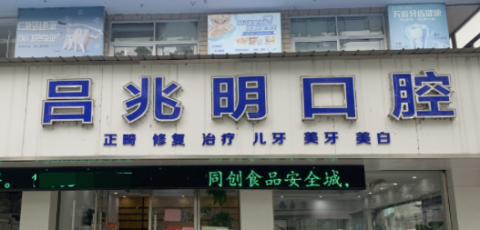 吕兆明口腔
正畸 修复 冶疗 儿牙 美牙 美白
同创食品安全城,